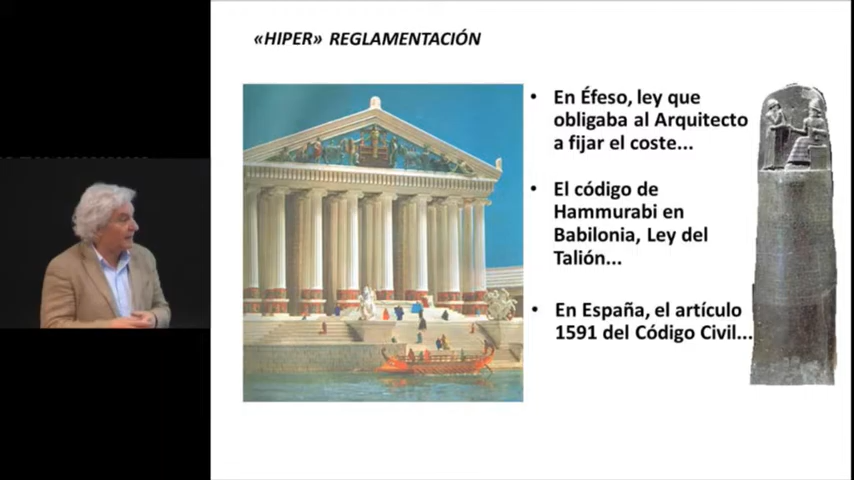 «HIPER» REGLAMENTACIÓN
• En Éfeso, ley que
obligaba al Arquitecto
a fijar el coste...
• El código de
Hammurabi en
Babilonia, Ley del
Talión...
• En España, el artículo
1591 del Código Civil...